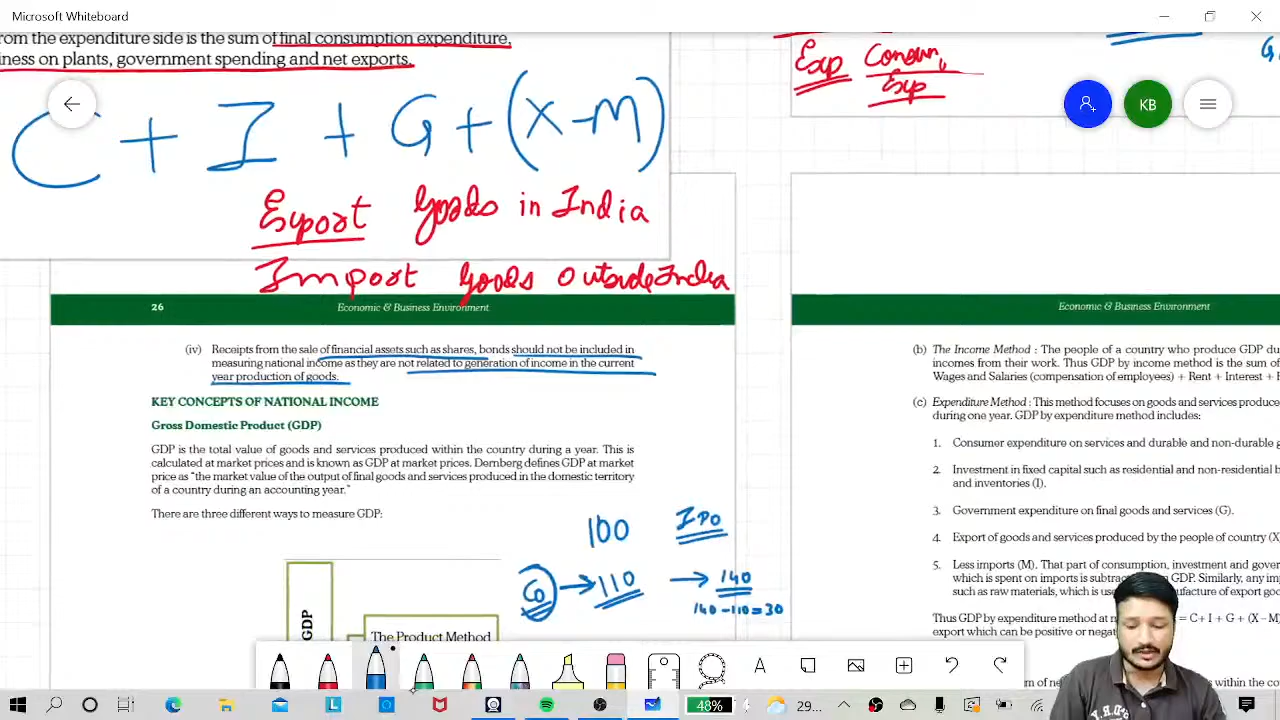 Microsoft Whiteboard
rom the expenditure side is the sum of final consumption expenditure,
iness on plants, government spending and net exports.
C + I + G + (X - M)
Export goods in India
Import goods outside India
Exp Consum
Exp
G
KB
26 Economic & Business Environment
(iv) Receipts from the sale of financial assets such as shares, bonds should not be included in
measuring national income as they are not related to generation of income in the current
year production of goods.
KEY CONCEPTS OF NATIONAL INCOME
Gross Domestic Product (GDP)
GDP is the total value of goods and services produced within the country during a year. This is
calculated at market prices and is known as GDP at market prices. Dernberg defines GDP at market
price as “the market value of the output of final goods and services produced in the domestic territory
of a country during an accounting year.”
There are three different ways to measure GDP:
100 IPO
Co → 110 → 140
140-110=30
GDP
The Product Method
Economic & Business Environment
(b) The Income Method : The people of a country who produce GDP du
incomes from their work. Thus GDP by income method is the sum of
Wages and Salaries (compensation of employees) + Rent + Interest + P
(c) Expenditure Method : This method focuses on goods and services produce
during one year. GDP by expenditure method includes:
1. Consumer expenditure on services and durable and non-durable g
2. Investment in fixed capital such as residential and non-residential b
and inventories (I).
3. Government expenditure on final goods and services (G).
4. Export of goods and services produced by the people of country (X
5. Less imports (M). That part of consumption, investment and gover
which is spent on imports is subtrac GDP. Similarly, any im
such as raw materials, which is use ufacture of export goo
Thus GDP by expenditure method at m = C+ I + G + (X – M)
export which can be positive or negat
m of ne s within the co
A
48%
29...